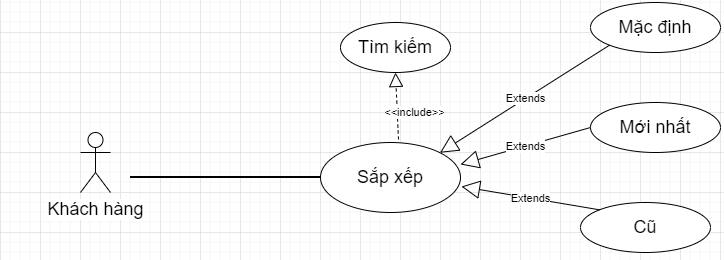 Mặc định
Tìm kiếm
Extends
<<include>>
Mới nhất
Extends
Sắp xếp
Extends
Khách hàng
Cũ